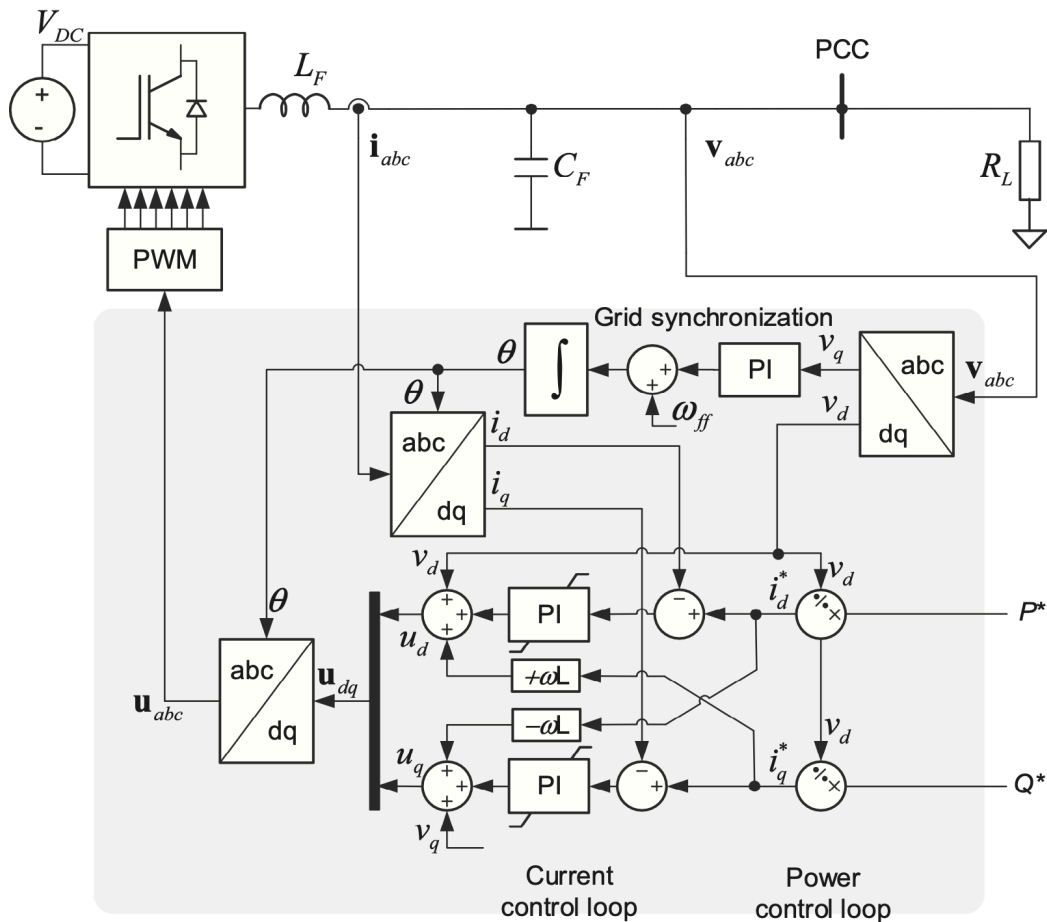 V_DC
+
-
L_F
PCC
i_abc
C_F
v_abc
R_L
PWM
Grid synchronization
θ
∫
+
+
PI
v_q
abc
v_abc
ω_ff
v_d
dq
θ
abc
i_d
dq
i_q
v_d
v_d
i_d^*
θ
+
+
+
PI
-
+
%
×
P*
u_d
abc
u_dq
+ωL
u_abc
dq
-ωL
v_d
u_q
i_q^*
+
+
+
PI
-
+
%
×
Q*
v_q
Current
control loop
Power
control loop